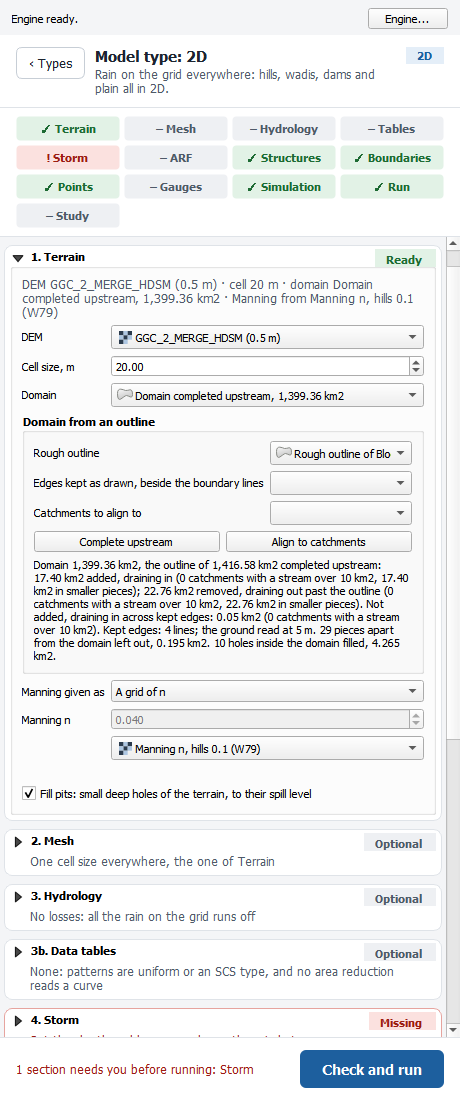 Engine ready.
Engine...
‹ Types
Model type: 2D
2D
Rain on the grid everywhere: hills, wadis, dams and
plain all in 2D.
✓ Terrain
– Mesh
– Hydrology
– Tables
! Storm
– ARF
✓ Structures
✓ Boundaries
✓ Points
– Gauges
✓ Simulation
✓ Run
– Study
1. Terrain
Ready
DEM GGC_2_MERGE_HDSM (0.5 m) · cell 20 m · domain Domain
completed upstream, 1,399.36 km2 · Manning from Manning n, hills 0.1
(W79)
DEM
GGC_2_MERGE_HDSM (0.5 m)
Cell size, m
20.00
Domain
Domain completed upstream, 1,399.36 km2
Domain from an outline
Rough outline
Rough outline of Blo
Edges kept as drawn, beside the boundary lines
Catchments to align to
Complete upstream
Align to catchments
Domain 1,399.36 km2, the outline of 1,416.58 km2 completed upstream:
17.40 km2 added, draining in (0 catchments with a stream over 10 km2, 17.40
km2 in smaller pieces); 22.76 km2 removed, draining out past the outline (0
catchments with a stream over 10 km2, 22.76 km2 in smaller pieces). Not
added, draining in across kept edges: 0.05 km2 (0 catchments with a stream
over 10 km2). Kept edges: 4 lines; the ground read at 5 m. 29 pieces apart
from the domain left out, 0.195 km2. 10 holes inside the domain filled, 4.265
km2.
Manning given as
A grid of n
Manning n
0.040
Manning n, hills 0.1 (W79)
Fill pits: small deep holes of the terrain, to their spill level
2. Mesh
Optional
One cell size everywhere, the one of Terrain
3. Hydrology
Optional
No losses: all the rain on the grid runs off
3b. Data tables
Optional
None: patterns are uniform or an SCS type, and no area reduction
reads a curve
4. Storm
Missing
1 section needs you before running: Storm
Check and run